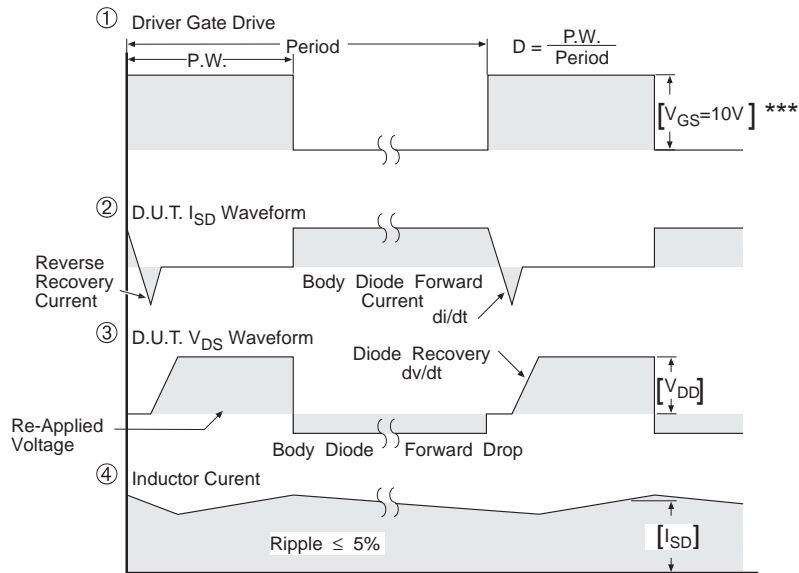 ① Driver Gate Drive
P.W.
Period
D = P.W.
Period
[VGS=10V] ***
② D.U.T. ISD Waveform
Reverse
Recovery
Current
Body Diode Forward
Current
di/dt
③ D.U.T. VDS Waveform
Diode Recovery
dv/dt
[VDD]
Re-Applied
Voltage
Body Diode Forward Drop
④ Inductor Curent
Ripple ≤ 5%
[ISD]